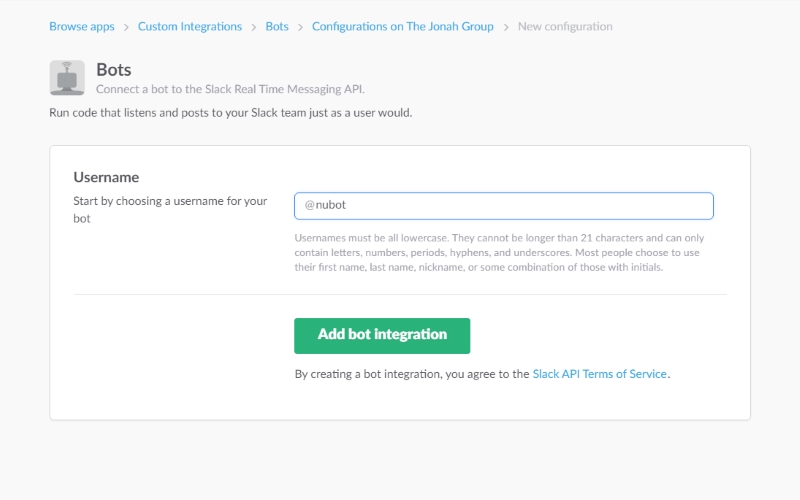 Browse apps > Custom Integrations > Bots > Configurations on The Jonah Group > New configuration
Bots
Connect a bot to the Slack Real Time Messaging API.
Run code that listens and posts to your Slack team just as a user would.
Username
Start by choosing a username for your
bot
@nubot
Usernames must be all lowercase. They cannot be longer than 21 characters and can only
contain letters, numbers, periods, hyphens, and underscores. Most people choose to use
their first name, last name, nickname, or some combination of those with initials.
Add bot integration
By creating a bot integration, you agree to the Slack API Terms of Service.